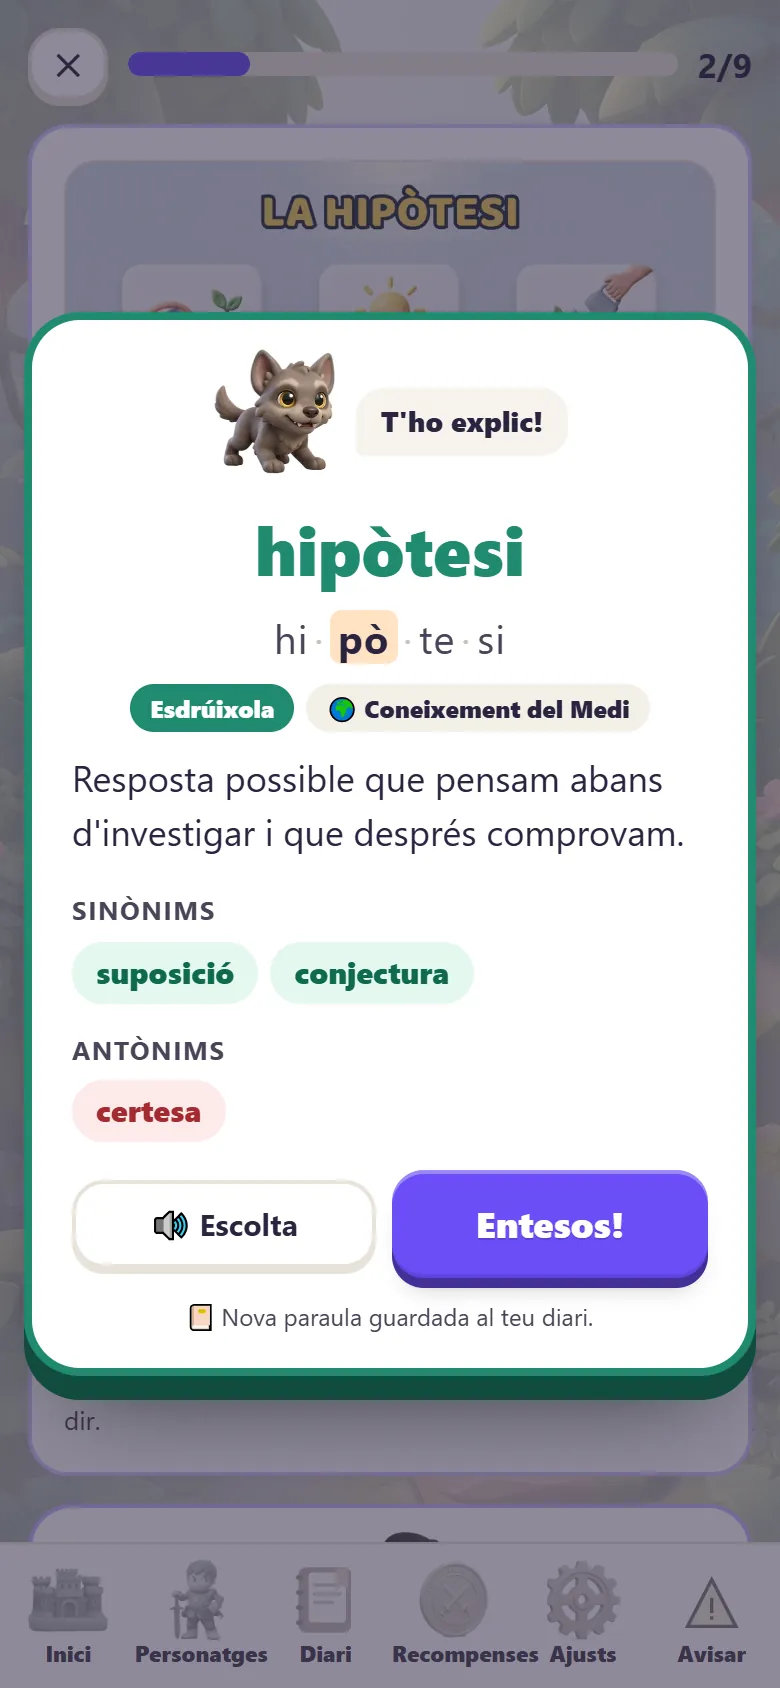 2/9
LA HIPÒTESI
T'ho explic!
hipòtesi
hi · pò · te · si
Esdrúixola
Coneixement del Medi
Resposta possible que pensam abans
d'investigar i que després comprovam.
SINÒNIMS
suposició
conjectura
ANTÒNIMS
certesa
Escolta
Entesos!
Nova paraula guardada al teu diari.
dir.
Inici
Personatges
Diari
Recompenses
Ajusts
Avisar